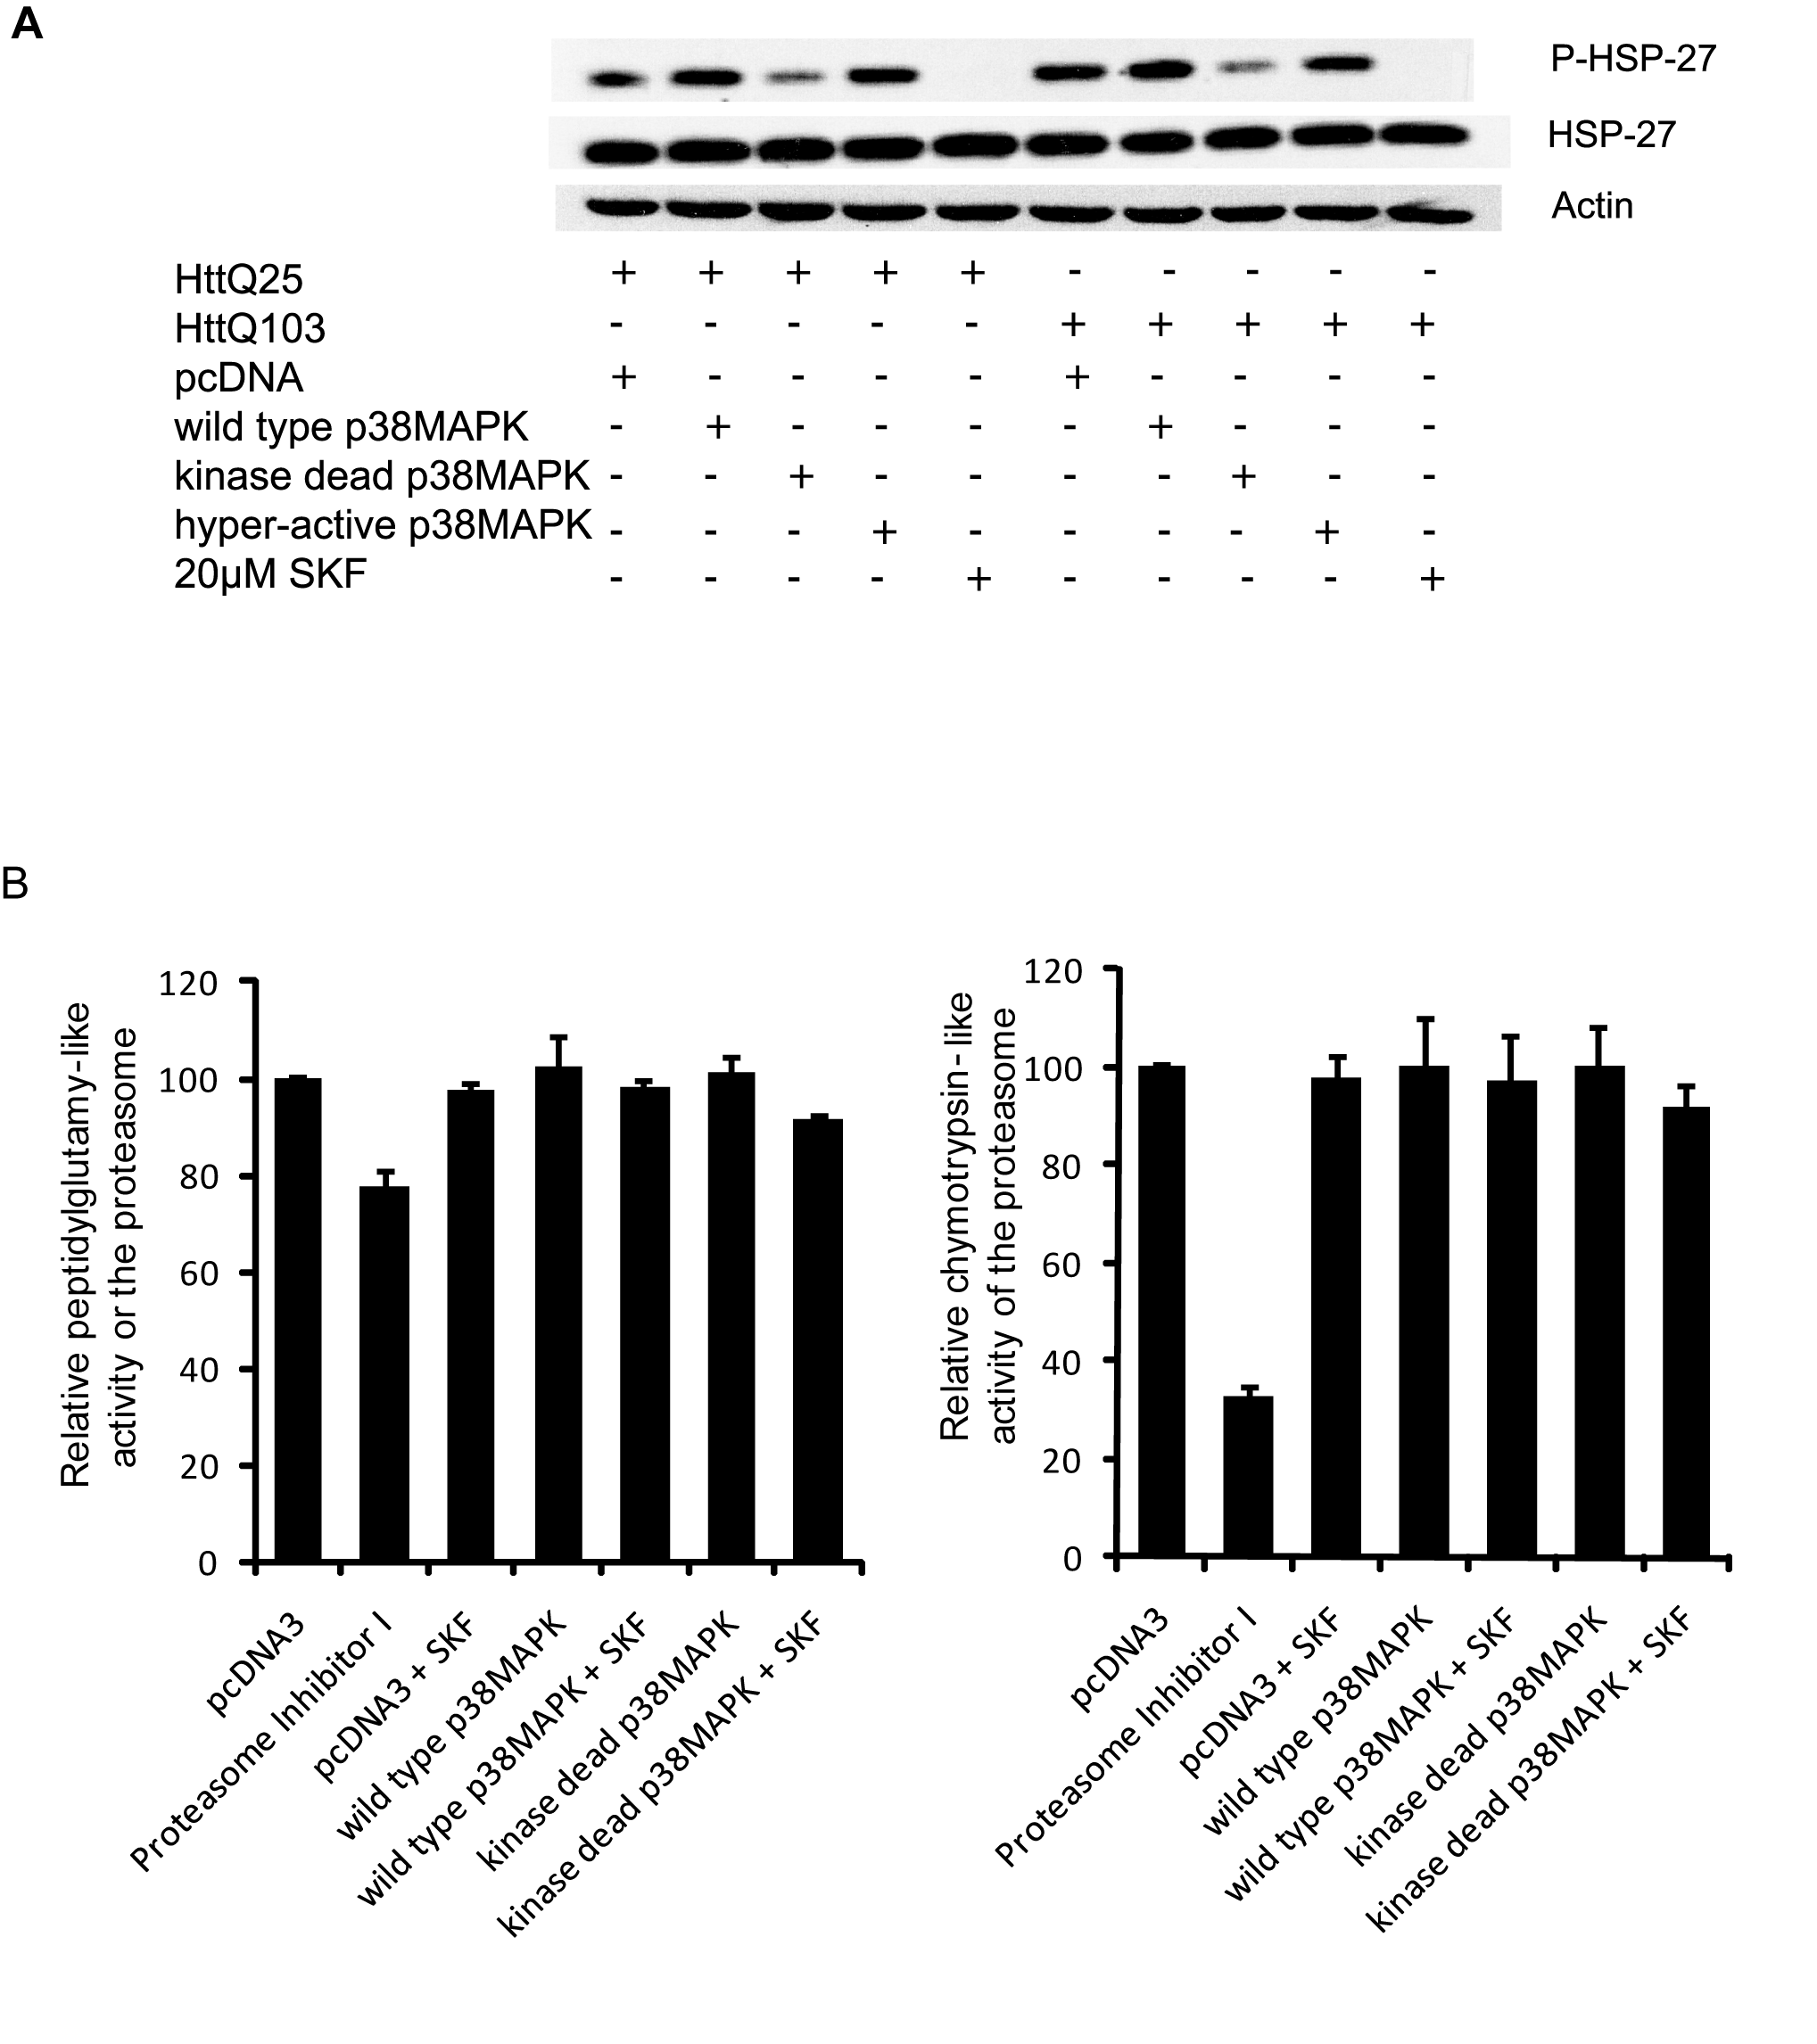 A
P-HSP-27
HSP-27
Actin
HttQ25 + + + + + - - - - -
HttQ103 - - - - - + + + + +
pcDNA + - - - - + - - - -
wild type p38MAPK - + - - - - + - - -
kinase dead p38MAPK - - + - - - - + - -
hyper-active p38MAPK - - - + - - - - + -
20µM SKF - - - - + - - - - +
B
Relative peptidylglutamy-like
activity or the proteasome
120
100
80
60
40
20
0
pcDNA3
Proteasome Inhibitor I
pcDNA3 + SKF
wild type p38MAPK
wild type p38MAPK + SKF
kinase dead p38MAPK
kinase dead p38MAPK + SKF
Relative chymotrypsin-like
activity of the proteasome
120
100
80
60
40
20
0
pcDNA3
Proteasome Inhibitor I
pcDNA3 + SKF
wild type p38MAPK
wild type p38MAPK + SKF
kinase dead p38MAPK
kinase dead p38MAPK + SKF